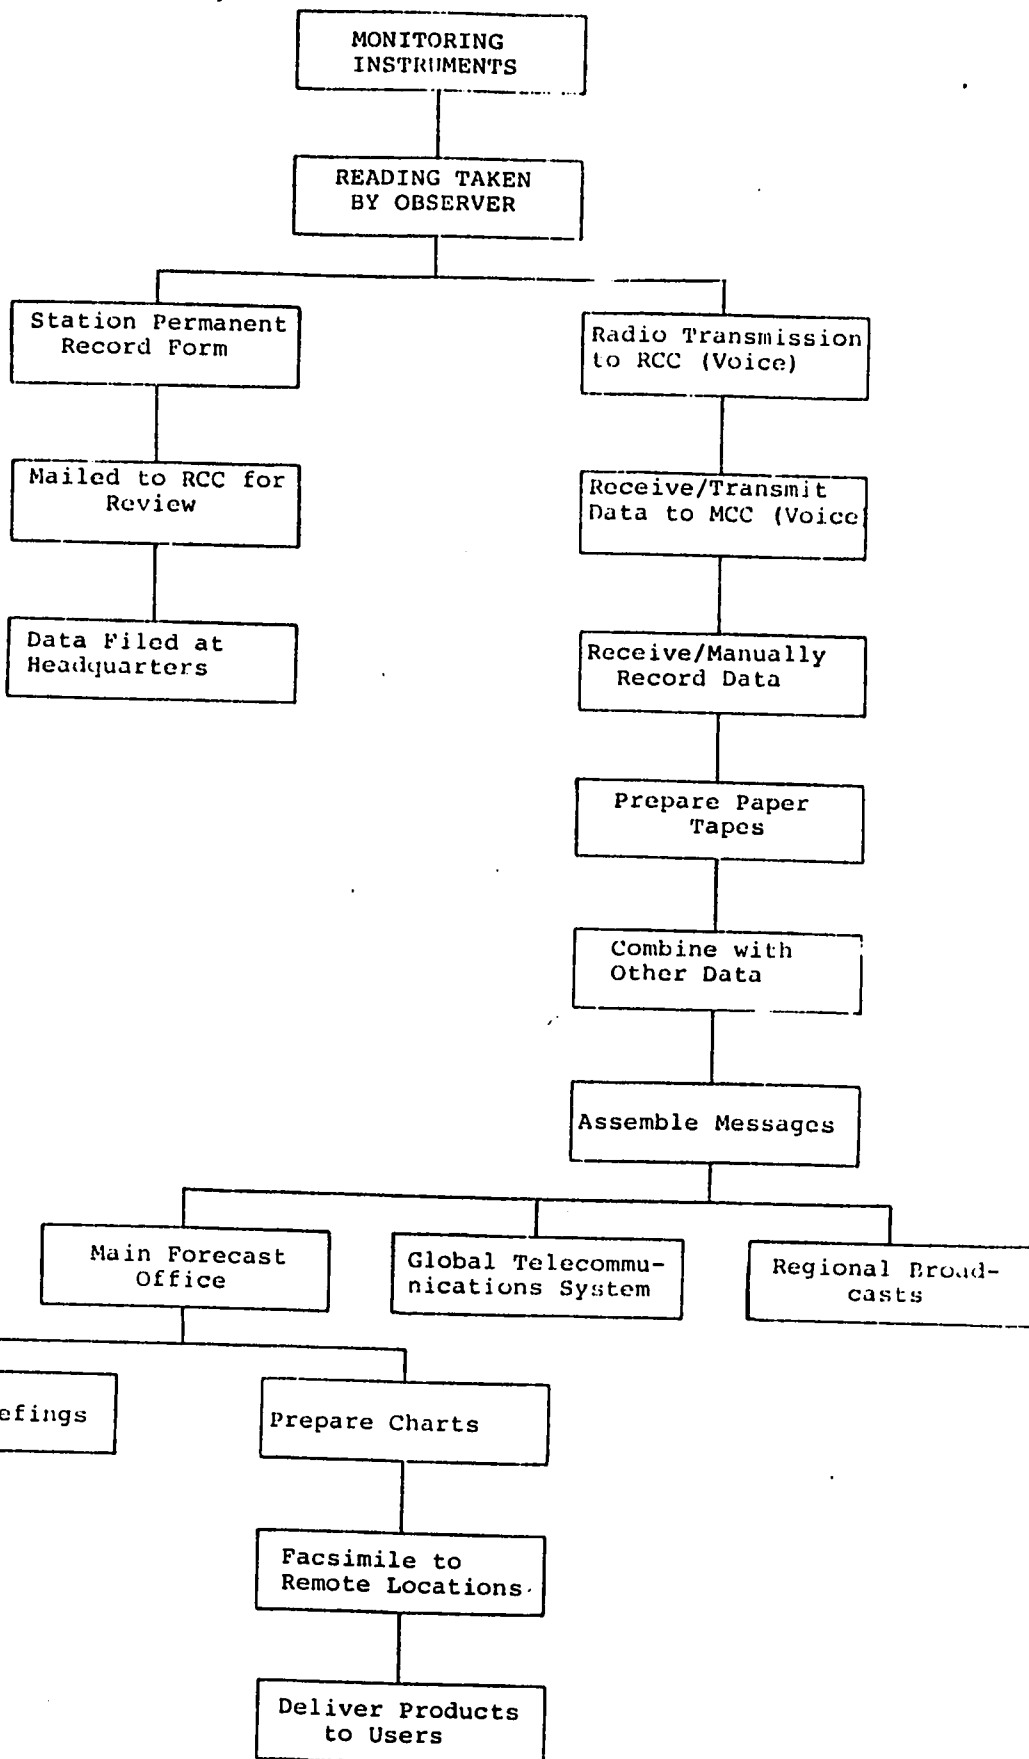 MONITORING
INSTRUMENTS
READING TAKEN
BY OBSERVER
Station Permanent
Record Form
Radio Transmission
to RCC (Voice)
Mailed to RCC for
Review
Receive/Transmit
Data to MCC (Voice
Data Filed at
Headquarters
Receive/Manually
Record Data
Prepare Paper
Tapes
Combine with
Other Data
Assemble Messages
Main Forecast
Office
Global Telecommu-
nications System
Regional Broad-
casts
efings
Prepare Charts
Facsimile to
Remote Locations
Deliver Products
to Users